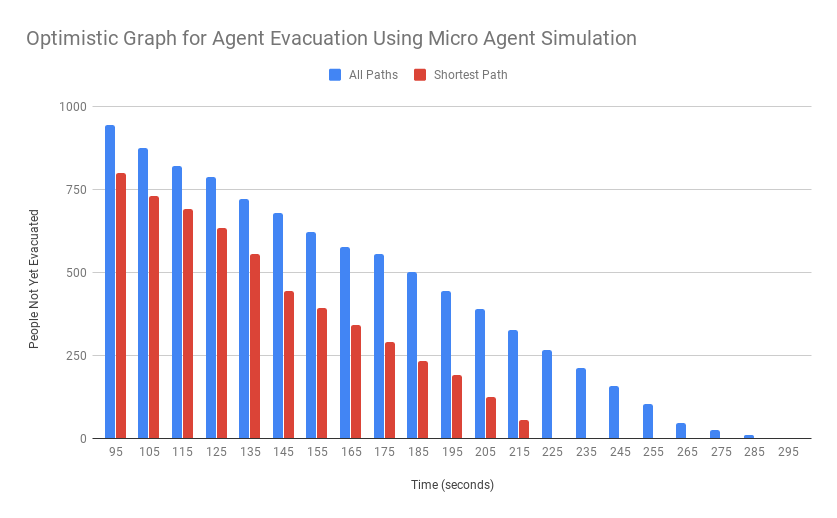 Optimistic Graph for Agent Evacuation Using Micro Agent Simulation
All Paths Shortest Path
1000
750
500
250
0
People Not Yet Evacuated
95 105 115 125 135 145 155 165 175 185 195 205 215 225 235 245 255 265 275 285 295
Time (seconds)